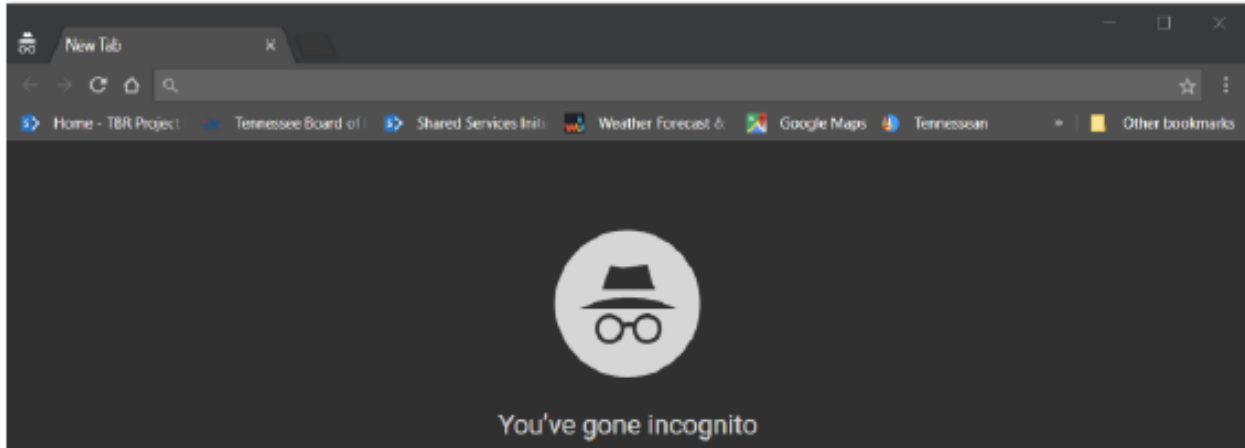 New Tab
Home - TBR Project Tennessee Board of Shared Services Initi Weather Forecast & Google Maps Tennessean » Other bookmarks
You've gone incognito